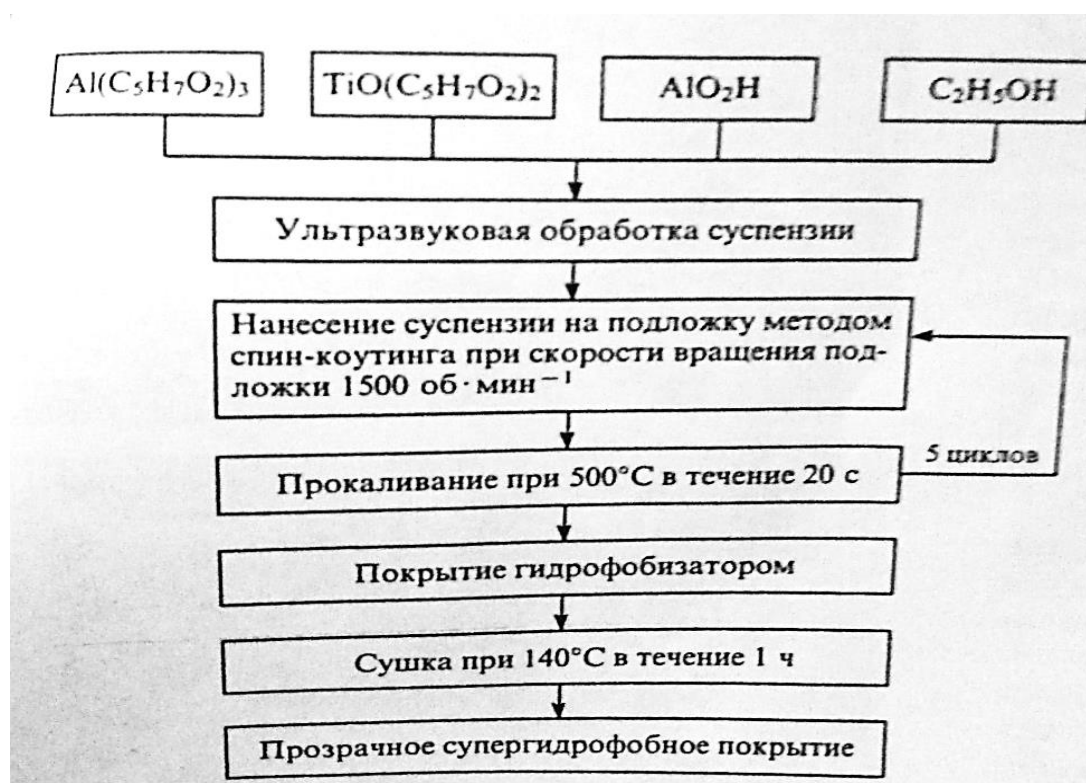 Al(C₅H₇O₂)₃
TiO(C₅H₇O₂)₂
AlO₂H
C₂H₅OH
Ультразвуковая обработка суспензии
Нанесение суспензии на подложку методом
спин-коутинга при скорости вращения под-
ложки 1500 об·мин⁻¹
5 циклов
Прокаливание при 500°C в течение 20 с
Покрытие гидрофобизатором
Сушка при 140°C в течение 1 ч
Прозрачное супергидрофобное покрытие